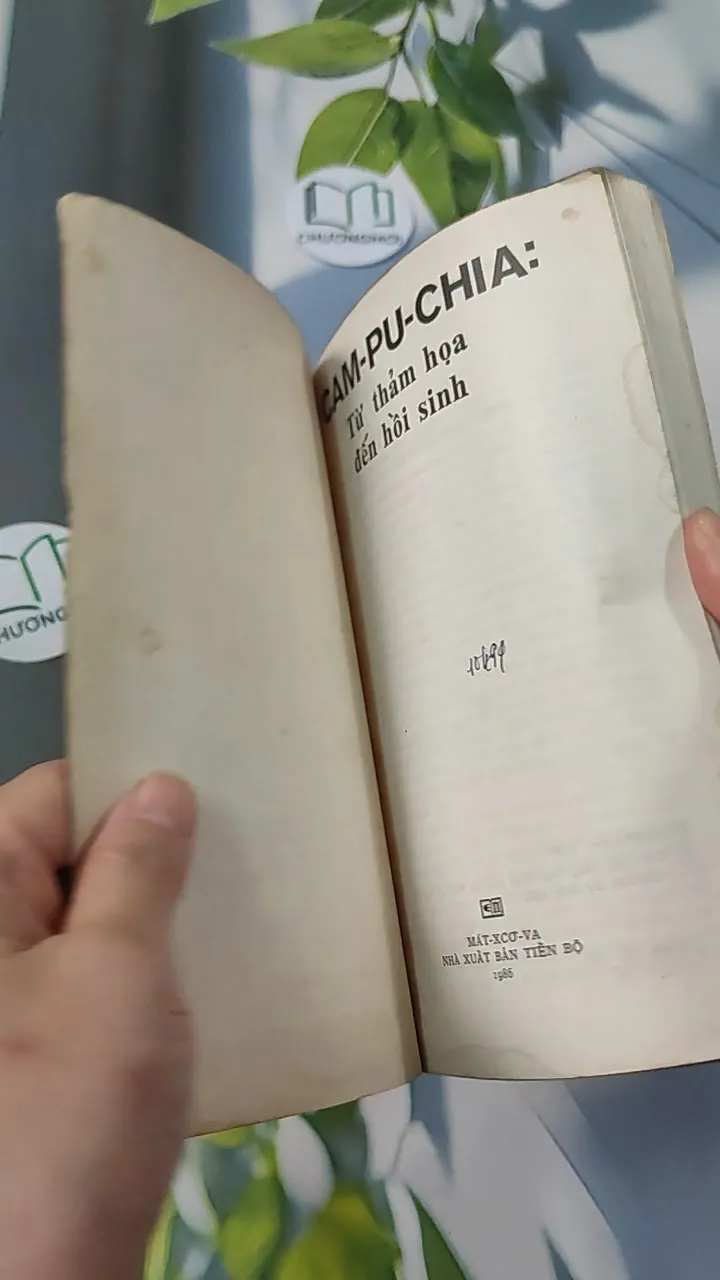 CAM-PU-CHIA:
Từ thảm họa
đến hồi sinh
MÁT-XCƠ-VA
NHÀ XUẤT BẢN TIẾN BỘ
1986